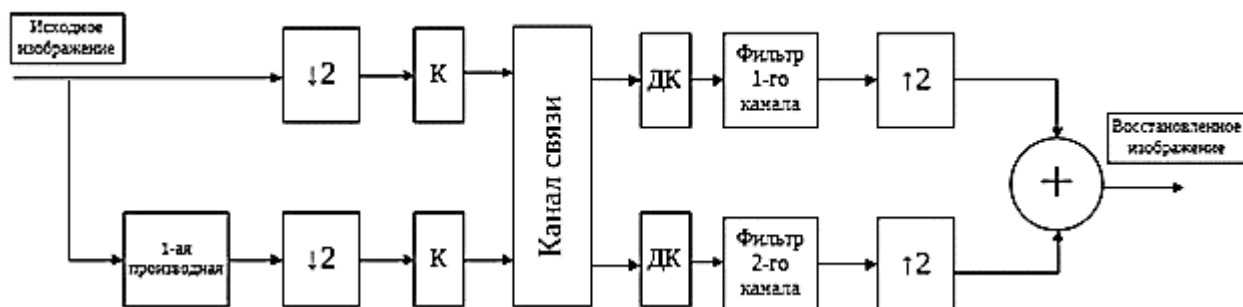 Исходное
изображение
↓2
К
Канал связи
ДК
Фильтр
1-го
канала
↑2
+
Восстановленное
изображение
1-ая
производная
↓2
К
ДК
Фильтр
2-го
канала
↑2